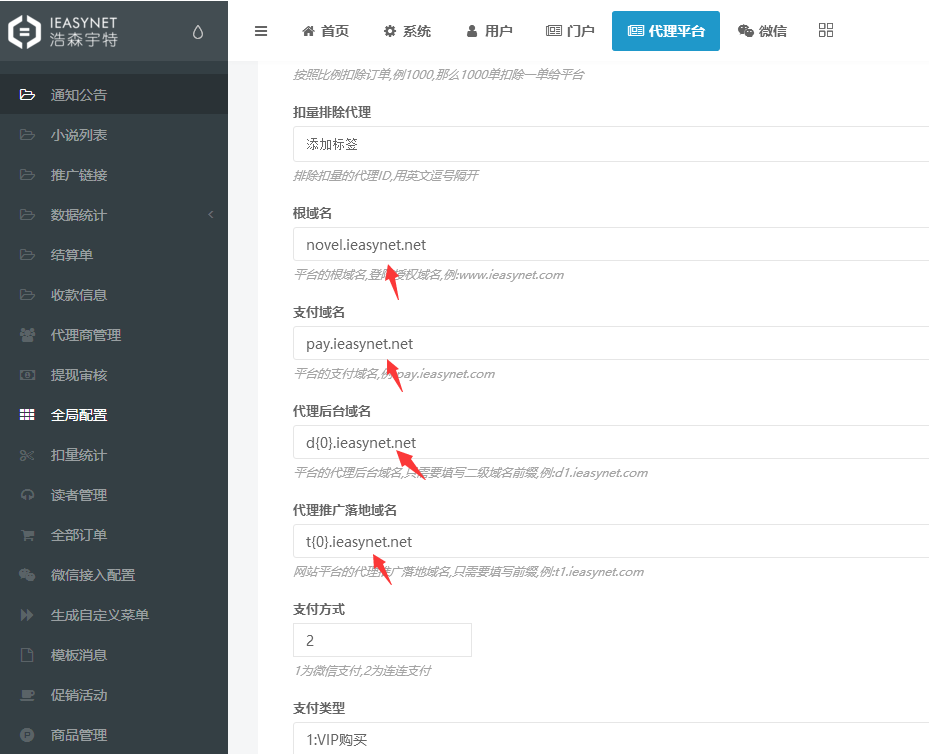 IEASYNET
浩森宇特
首页
系统
用户
门户
代理平台
微信
通知公告
小说列表
推广链接
数据统计
结算单
收款信息
代理商管理
提现审核
全局配置
扣量统计
读者管理
全部订单
微信接入配置
生成自定义菜单
模板消息
促销活动
商品管理
按照比例扣除订单,例1000,那么1000单扣除一单给平台
扣量排除代理
添加标签
排除扣量的代理ID,用英文逗号隔开
根域名
novel.ieasynet.net
平台的根域名,登陆授权域名,例:www.ieasynet.com
支付域名
pay.ieasynet.net
平台的支付域名,例:pay.ieasynet.com
代理后台域名
d{0}.ieasynet.net
平台的代理后台域名,只需要填写二级域名前缀,例:d1.ieasynet.com
代理推广落地域名
t{0}.ieasynet.net
网站平台的代理推广落地域名,只需要填写前缀,例:t1.ieasynet.com
支付方式
2
1为微信支付,2为连连支付
支付类型
1:VIP购买